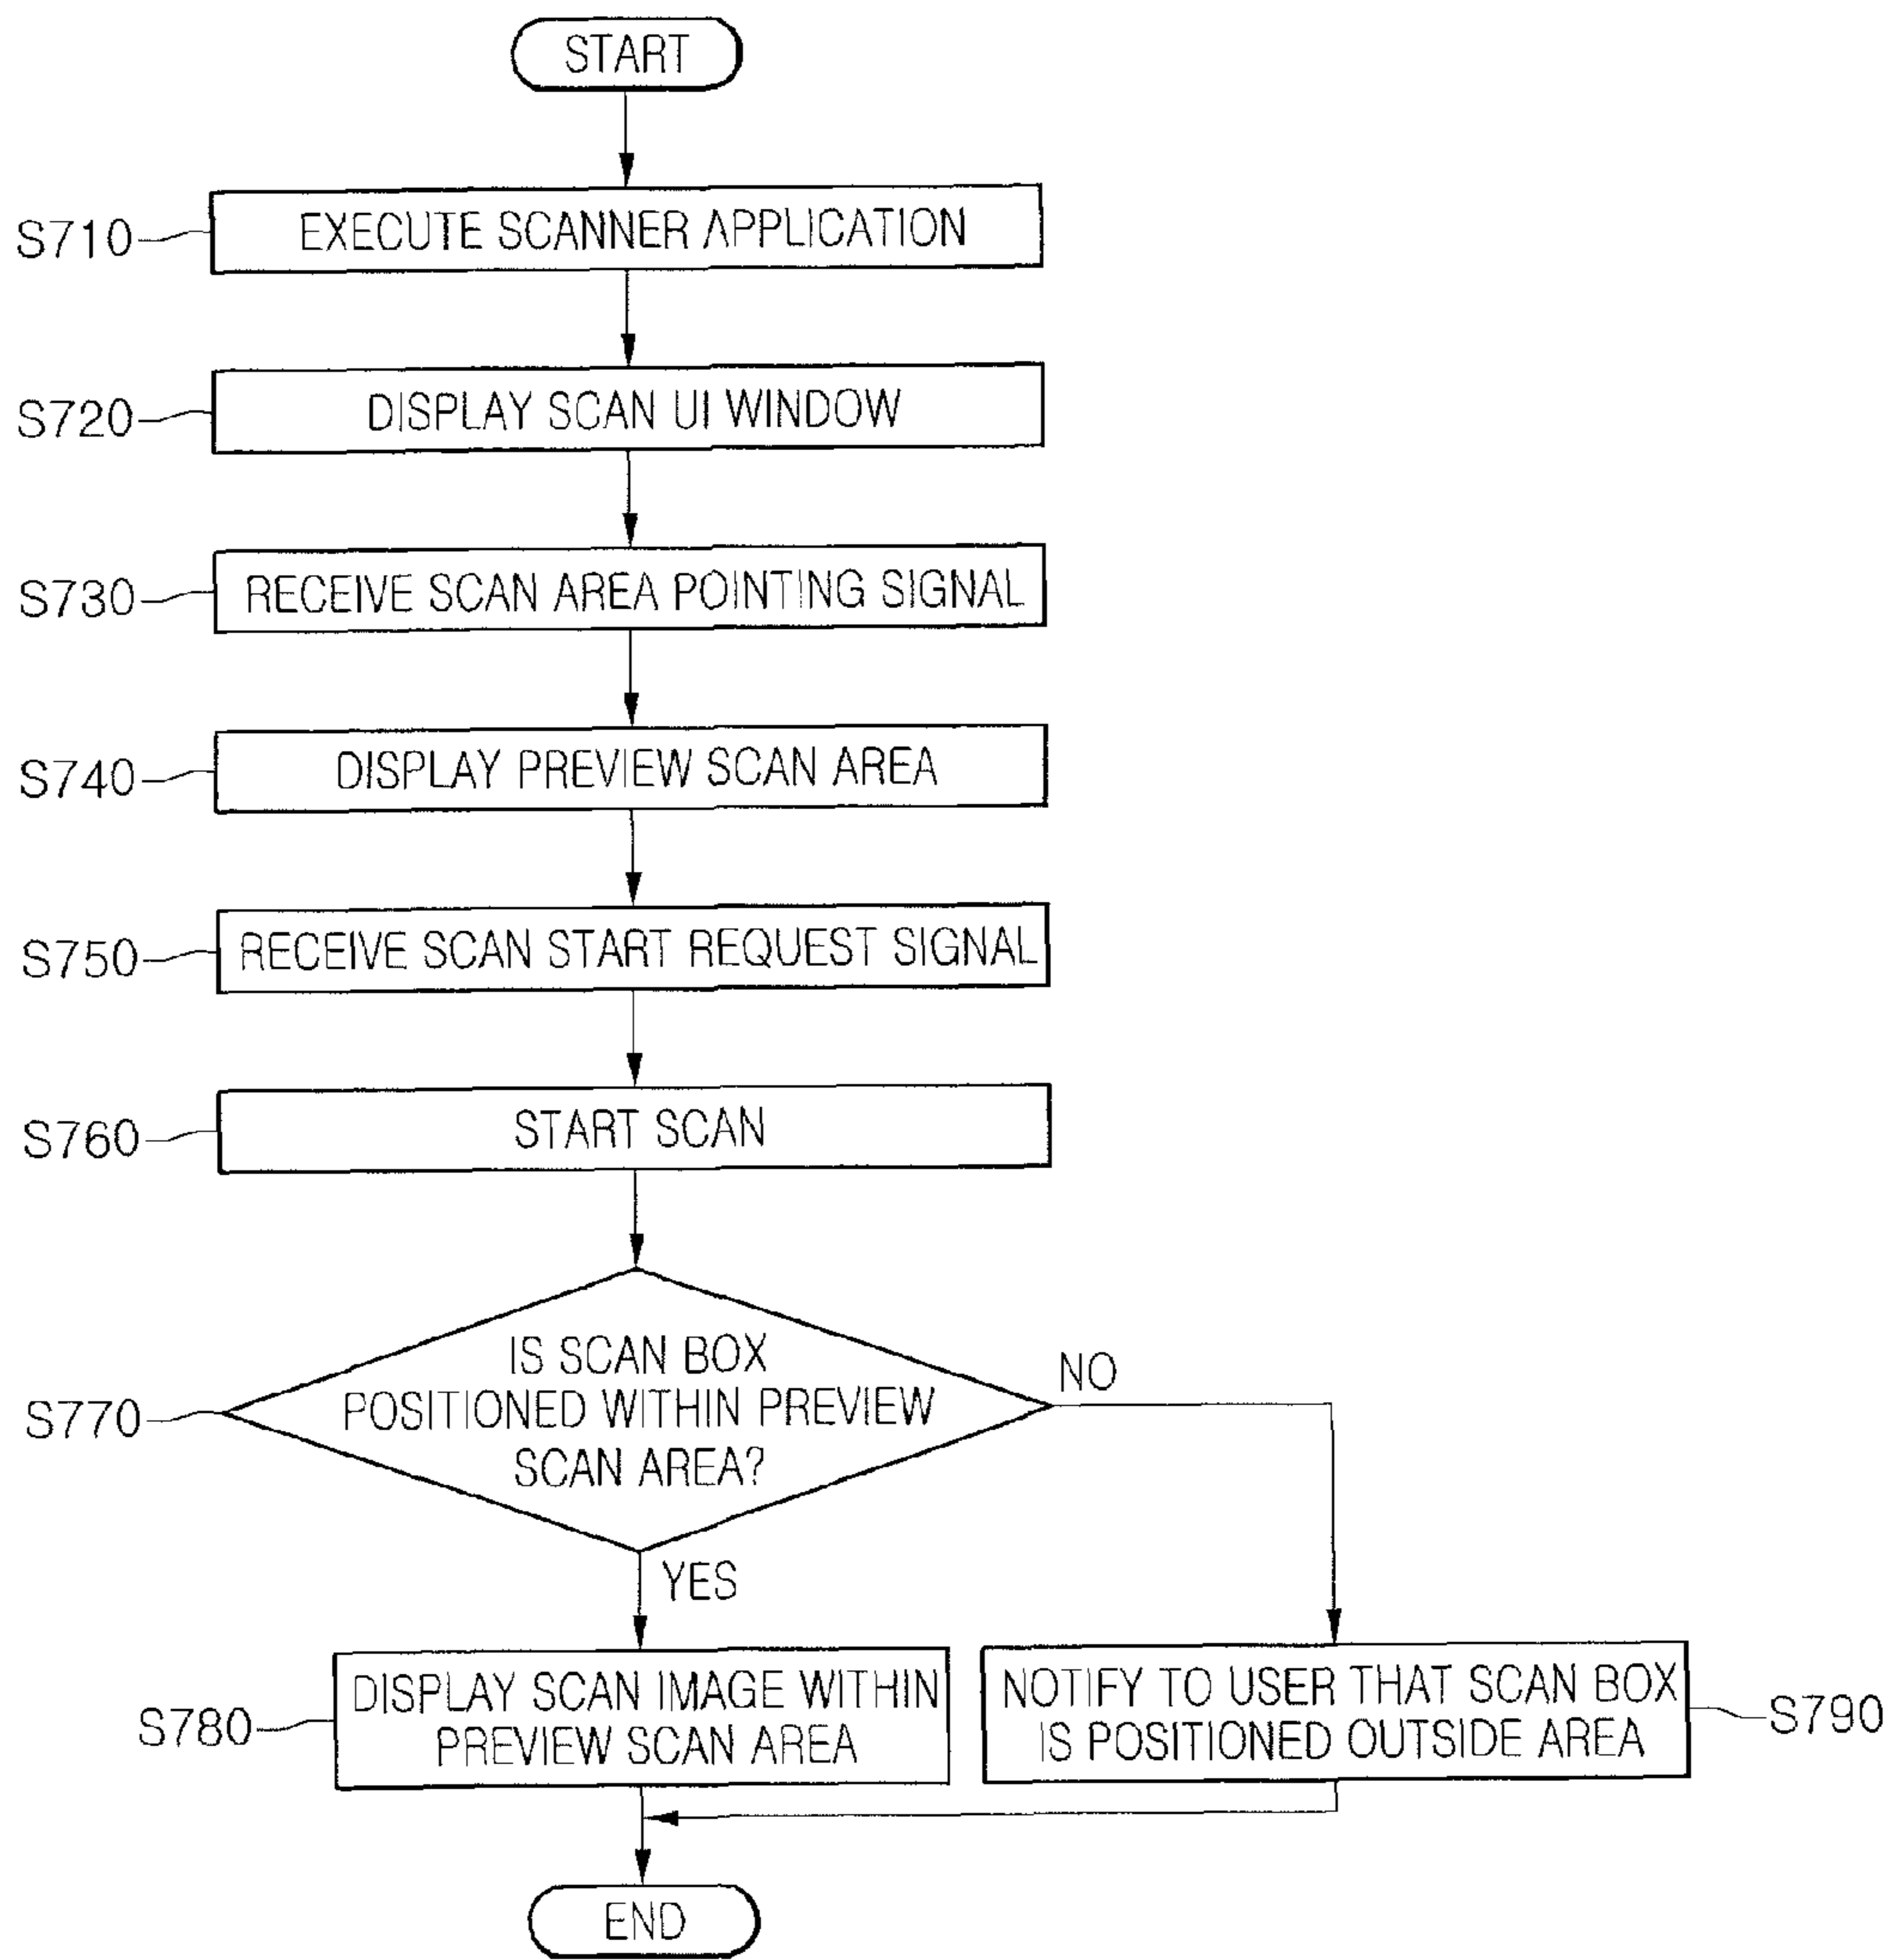 START
S710
EXECUTE SCANNER APPLICATION
S720
DISPLAY SCAN UI WINDOW
S730
RECEIVE SCAN AREA POINTING SIGNAL
S740
DISPLAY PREVIEW SCAN AREA
S750
RECEIVE SCAN START REQUEST SIGNAL
S760
START SCAN
S770
IS SCAN BOX
POSITIONED WITHIN PREVIEW
SCAN AREA?
NO
YES
S780
DISPLAY SCAN IMAGE WITHIN
PREVIEW SCAN AREA
NOTIFY TO USER THAT SCAN BOX
IS POSITIONED OUTSIDE AREA
S790
END